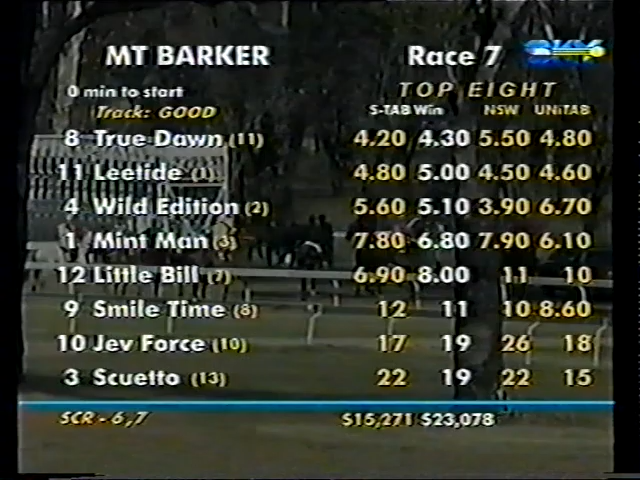 MT BARKER Race 7 SKY
0 min to start TOP EIGHT
Track: GOOD S-TAB Win NSW UNiTAB
8 True Dawn (11) 4.20 4.30 5.50 4.80
11 Leetide (1) 4.80 5.00 4.50 4.60
4 Wild Edition (2) 5.60 5.10 3.90 6.70
1 Mint Man (3) 7.80 6.80 7.90 6.10
12 Little Bill (7) 6.90 8.00 11 10
9 Smile Time (8) 12 11 10 8.60
10 Jev Force (10) 17 19 26 18
3 Scuetto (13) 22 19 22 15
SCR - 6,7 $15,271 $23,078